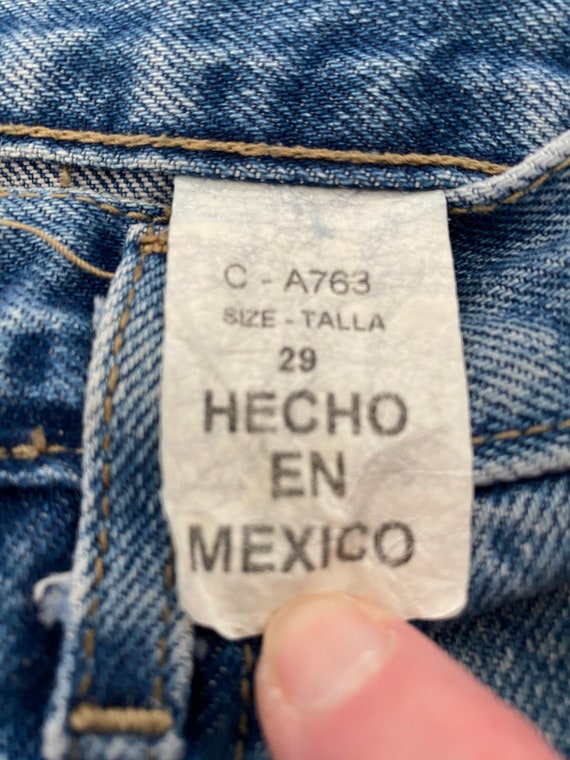 C - A763
SIZE - TALLA
29
HECHO
EN
MEXICO